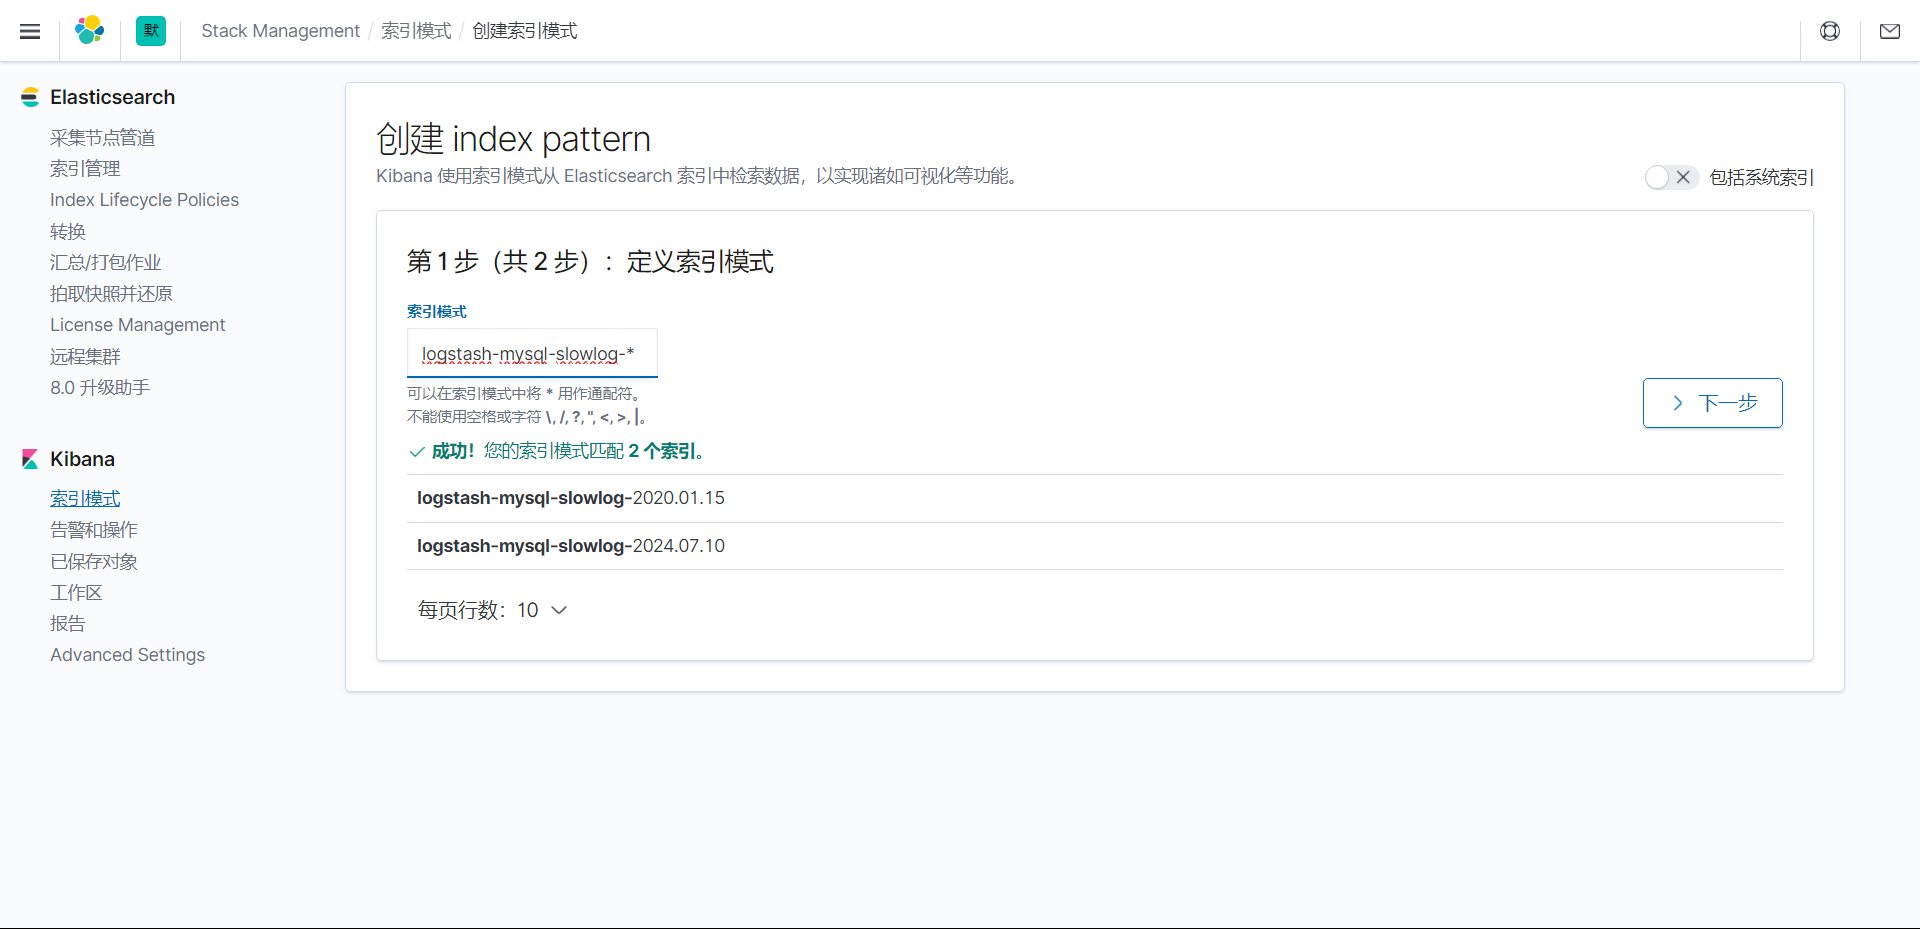 默 Stack Management / 索引模式 / 创建索引模式
Elasticsearch
采集节点管道
索引管理
Index Lifecycle Policies
转换
汇总/打包作业
拍取快照并还原
License Management
远程集群
8.0 升级助手
Kibana
索引模式
告警和操作
已保存对象
工作区
报告
Advanced Settings
创建 index pattern
Kibana 使用索引模式从 Elasticsearch 索引中检索数据，以实现诸如可视化等功能。
包括系统索引
第 1 步（共 2 步）：定义索引模式
索引模式
logstash-mysql-slowlog-*
可以在索引模式中将 * 用作通配符。
不能使用空格或字符 \, /, ?, ", <, >, |。
下一步
成功！您的索引模式匹配 2 个索引。
logstash-mysql-slowlog-2020.01.15
logstash-mysql-slowlog-2024.07.10
每页行数：10